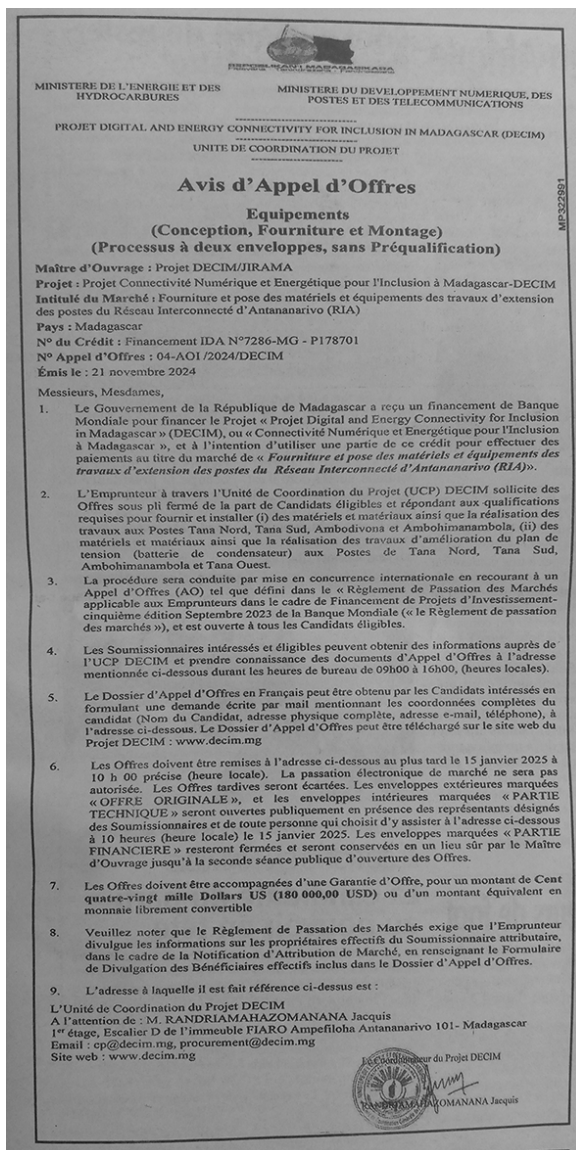 REPOBLIKAN'I MADAGASIKARA
Fitiavana - Tanindrazana - Fandrosoana
MINISTERE DE L'ENERGIE ET DES
HYDROCARBURES
MINISTERE DU DEVELOPPEMENT NUMERIQUE, DES
POSTES ET DES TELECOMMUNICATIONS
PROJET DIGITAL AND ENERGY CONNECTIVITY FOR INCLUSION IN MADAGASCAR (DECIM)
UNITE DE COORDINATION DU PROJET
MP322991
Avis d'Appel d'Offres
Equipements
(Conception, Fourniture et Montage)
(Processus à deux enveloppes, sans Préqualification)
Maître d'Ouvrage : Projet DECIM/JIRAMA
Projet : Projet Connectivité Numérique et Energétique pour l'Inclusion à Madagascar-DECIM
Intitulé du Marché : Fourniture et pose des matériels et équipements des travaux d'extension
des postes du Réseau Interconnecté d'Antananarivo (RIA)
Pays : Madagascar
N° du Crédit : Financement IDA N°7286-MG - P178701
N° Appel d'Offres : 04-AOI /2024/DECIM
Émis le : 21 novembre 2024
Messieurs, Mesdames,
1. Le Gouvernement de la République de Madagascar a reçu un financement de Banque
Mondiale pour financer le Projet « Projet Digital and Energy Connectivity for Inclusion
in Madagascar » (DECIM), ou « Connectivité Numérique et Energétique pour l'Inclusion
à Madagascar », et à l'intention d'utiliser une partie de ce crédit pour effectuer des
paiements au titre du marché de « Fourniture et pose des matériels et équipements des
travaux d'extension des postes du Réseau Interconnecté d'Antananarivo (RIA)».
2. L'Emprunteur à travers l'Unité de Coordination du Projet (UCP) DECIM sollicite des
Offres sous pli fermé de la part de Candidats éligibles et répondant aux qualifications
requises pour fournir et installer (i) des matériels et matériaux ainsi que la réalisation des
travaux aux Postes Tana Nord, Tana Sud, Ambodivona et Ambohimanambola, (ii) des
matériels et matériaux ainsi que la réalisation des travaux d'amélioration du plan de
tension (batterie de condensateur) aux Postes de Tana Nord, Tana Sud,
Ambohimanambola et Tana Ouest.
3. La procédure sera conduite par mise en concurrence internationale en recourant à un
Appel d'Offres (AO) tel que défini dans le « Règlement de Passation des Marchés
applicable aux Emprunteurs dans le cadre de Financement de Projets d'Investissement-
cinquième édition Septembre 2023 de la Banque Mondiale (« le Règlement de passation
des marchés »), et est ouverte à tous les Candidats éligibles.
4. Les Soumissionnaires intéressés et éligibles peuvent obtenir des informations auprès de
l'UCP DECIM et prendre connaissance des documents d'Appel d'Offres à l'adresse
mentionnée ci-dessous durant les heures de bureau de 09h00 à 16h00, (heures locales).
5. Le Dossier d'Appel d'Offres en Français peut être obtenu par les Candidats intéressés en
formulant une demande écrite par mail mentionnant les coordonnées complètes du
candidat (Nom du Candidat, adresse physique complète, adresse e-mail, téléphone), à
l'adresse ci-dessous. Le Dossier d'Appel d'Offres peut être téléchargé sur le site web du
Projet DECIM : www.decim.mg
6. Les Offres doivent être remises à l'adresse ci-dessous au plus tard le 15 janvier 2025 à
10 h 00 précise (heure locale). La passation électronique de marché ne sera pas
autorisée. Les Offres tardives seront écartées. Les enveloppes extérieures marquées
« OFFRE ORIGINALE », et les enveloppes intérieures marquées « PARTIE
TECHNIQUE » seront ouvertes publiquement en présence des représentants désignés
des Soumissionnaires et de toute personne qui choisit d'y assister à l'adresse ci-dessous
à 10 heures (heure locale) le 15 janvier 2025. Les enveloppes marquées « PARTIE
FINANCIERE » resteront fermées et seront conservées en un lieu sûr par le Maître
d'Ouvrage jusqu'à la seconde séance publique d'ouverture des Offres.
7. Les Offres doivent être accompagnées d'une Garantie d'Offre, pour un montant de Cent
quatre-vingt mille Dollars US (180 000,00 USD) ou d'un montant équivalent en
monnaie librement convertible
8. Veuillez noter que le Règlement de Passation des Marchés exige que l'Emprunteur
divulgue les informations sur les propriétaires effectifs du Soumissionnaire attributaire,
dans le cadre de la Notification d'Attribution de Marché, en renseignant le Formulaire
de Divulgation des Bénéficiaires effectifs inclus dans le Dossier d'Appel d'Offres.
9. L'adresse à laquelle il est fait référence ci-dessus est :
L'Unité de Coordination du Projet DECIM
A l'attention de : M. RANDRIAMAHAZOMANANA Jacquis
1er étage, Escalier D de l'immeuble FIARO Ampefiloha Antananarivo 101- Madagascar
Email : cp@decim.mg, procurement@decim.mg
Site web : www.decim.mg
Le Coordinateur du Projet DECIM
RANDRIAMAHAZOMANANA Jacquis